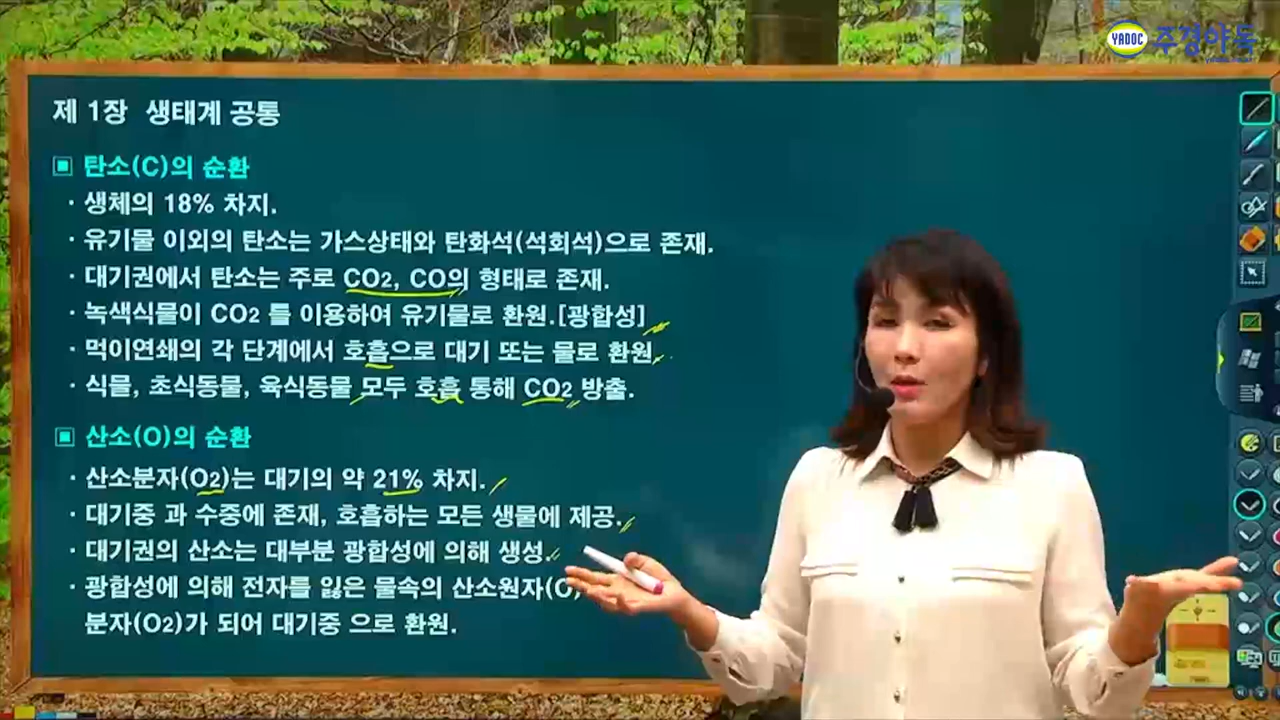 YADOC 주경야독
제 1장 생태계 공통
▣ 탄소(C)의 순환
· 생체의 18% 차지.
· 유기물 이외의 탄소는 가스상태와 탄화석(석회석)으로 존재.
· 대기권에서 탄소는 주로 CO2, CO의 형태로 존재.
· 녹색식물이 CO2 를 이용하여 유기물로 환원.[광합성]
· 먹이연쇄의 각 단계에서 호흡으로 대기 또는 물로 환원.
· 식물, 초식동물, 육식동물 모두 호흡 통해 CO2 방출.
▣ 산소(O)의 순환
· 산소분자(O2)는 대기의 약 21% 차지.
· 대기중 과 수중에 존재, 호흡하는 모든 생물에 제공.
· 대기권의 산소는 대부분 광합성에 의해 생성.
· 광합성에 의해 전자를 잃은 물속의 산소원자(O)
분자(O2)가 되어 대기중 으로 환원.